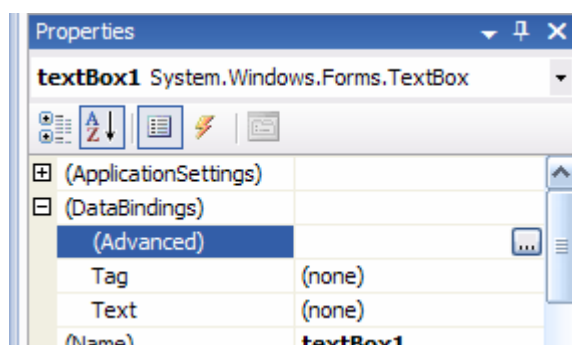 Properties
textBox1 System.Windows.Forms.TextBox
(ApplicationSettings)
(DataBindings)
(Advanced) ...
Tag (none)
Text (none)
(Name) textBox1